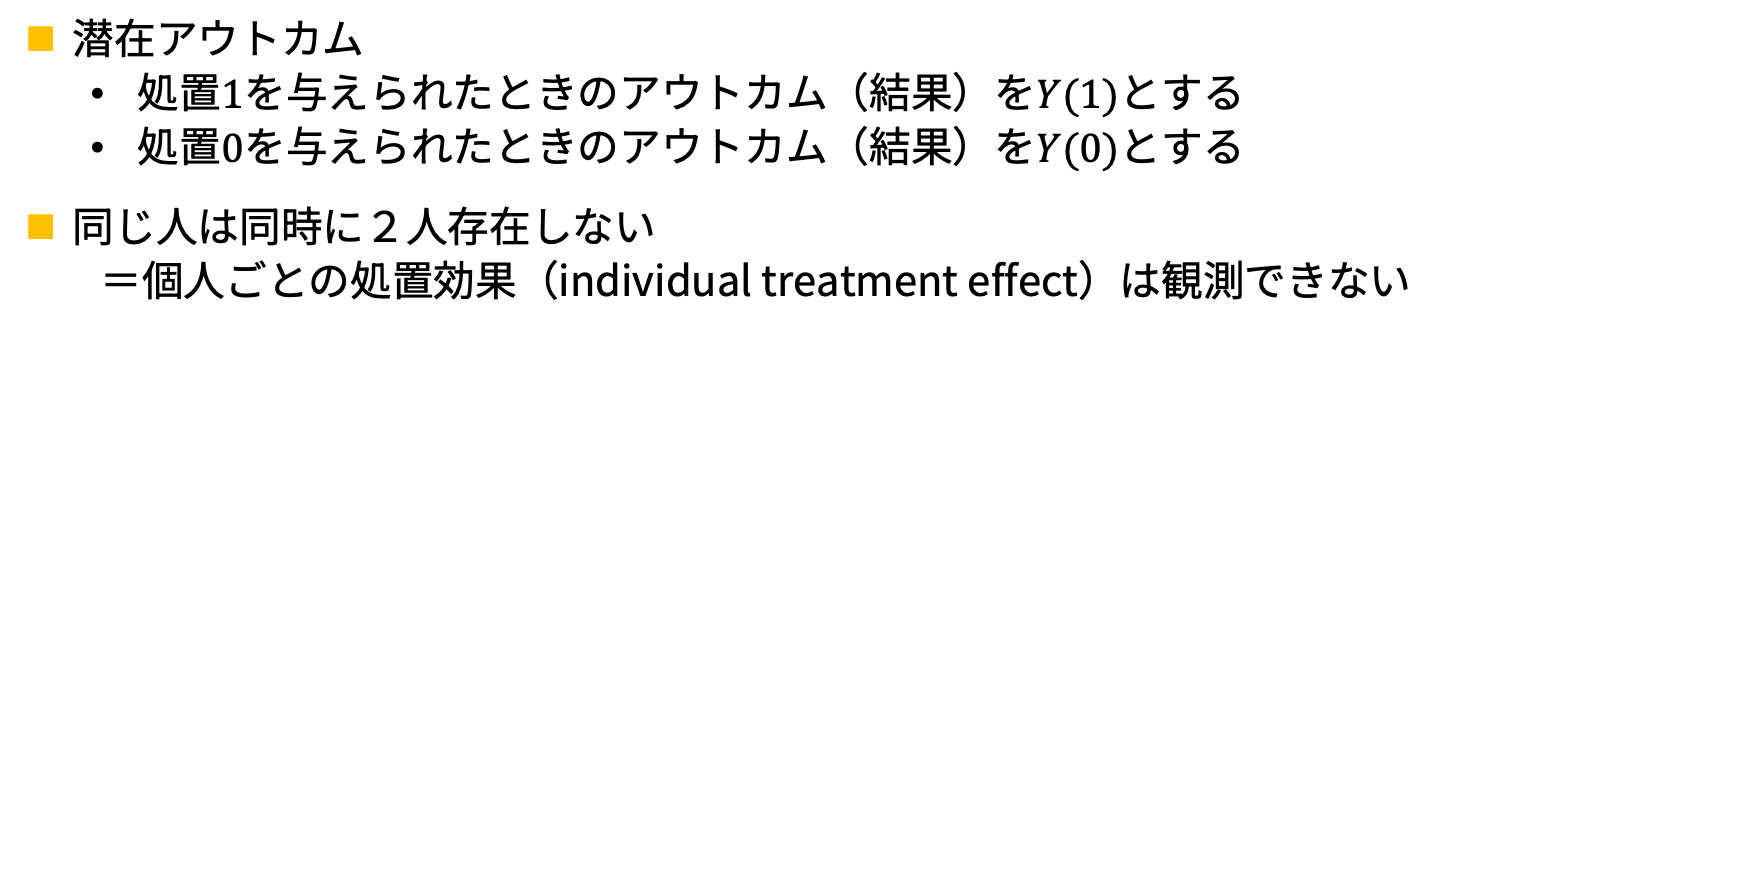 ■ 潜在アウトカム
• 処置1を与えられたときのアウトカム（結果）をY(1)とする
• 処置0を与えられたときのアウトカム（結果）をY(0)とする
■ 同じ人は同時に２人存在しない
＝個人ごとの処置効果（individual treatment effect）は観測できない